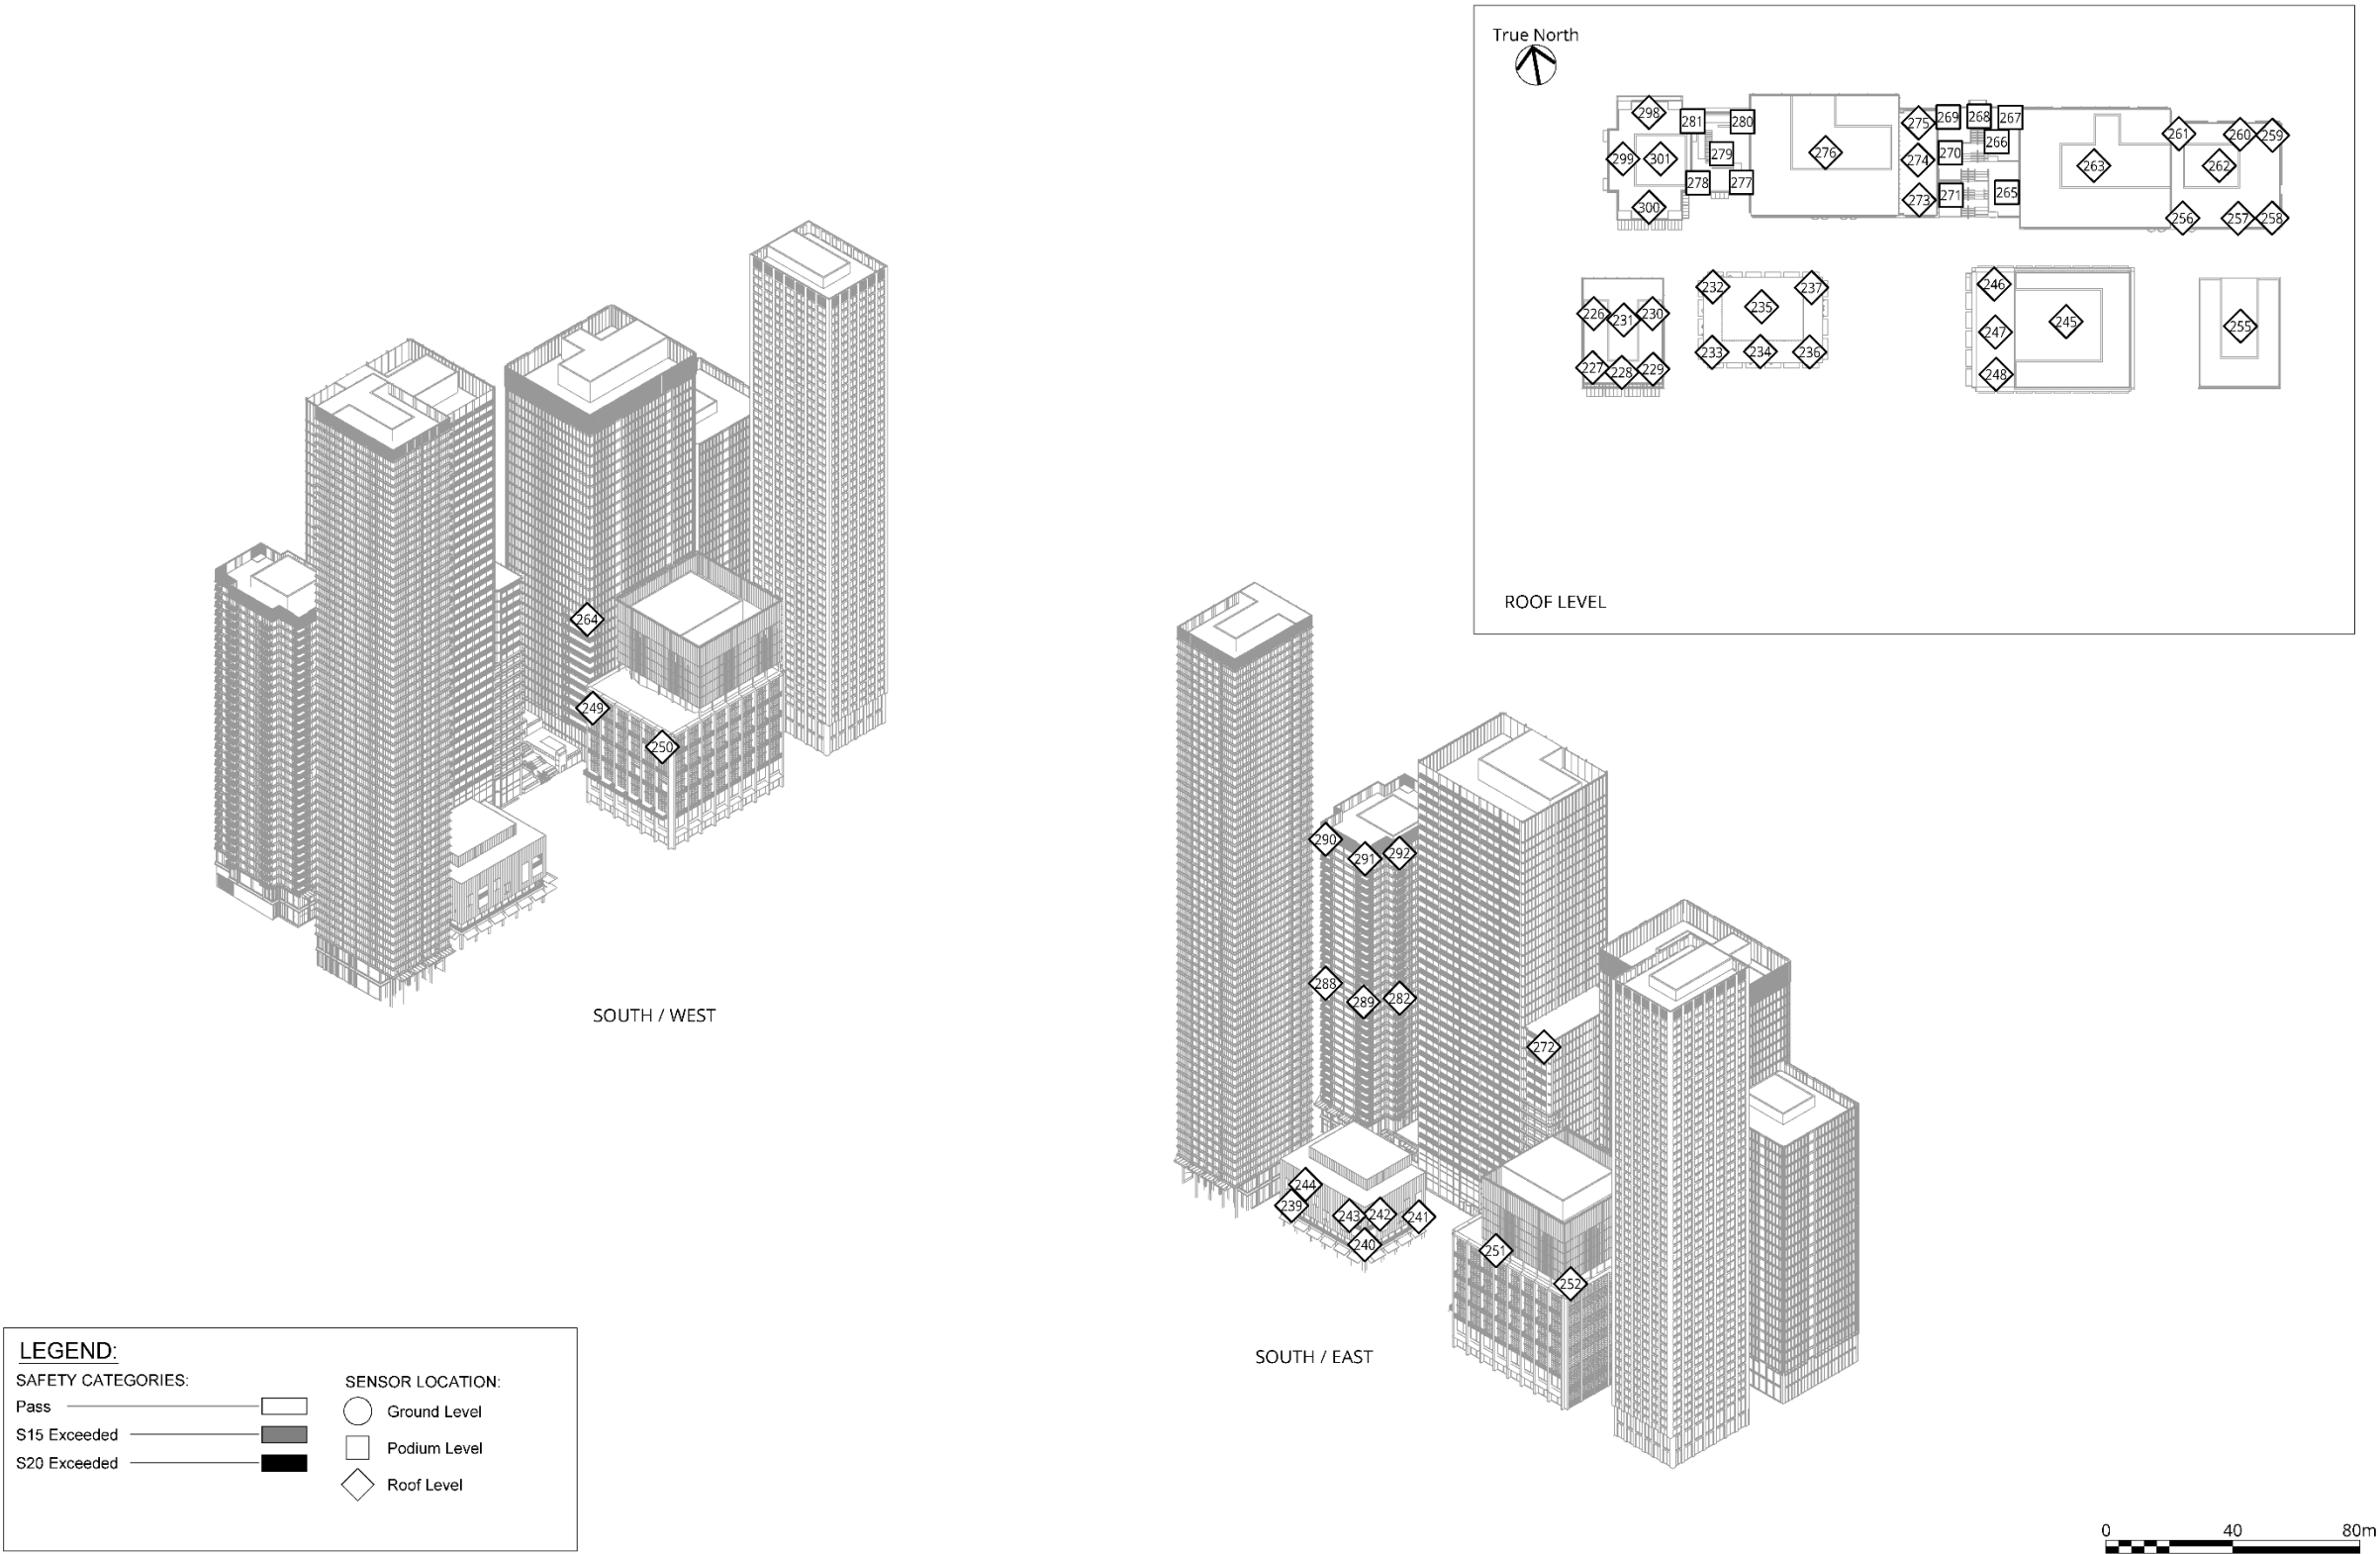 True North
298 281 280 275 269 268 267
261 260 259
299 301 279 276 274 270 266 263 262
278 277 273 271 265
300 256 257 258
226 231 230 232 235 237 246 245 255
227 228 229 233 234 236 247
248
ROOF LEVEL
264
249
250
SOUTH / WEST
290 291 292
288 289 282
272
244
239 243 242 241
240 251
252
SOUTH / EAST
LEGEND:
SAFETY CATEGORIES:
Pass
S15 Exceeded
S20 Exceeded
SENSOR LOCATION:
Ground Level
Podium Level
Roof Level
0 40 80m